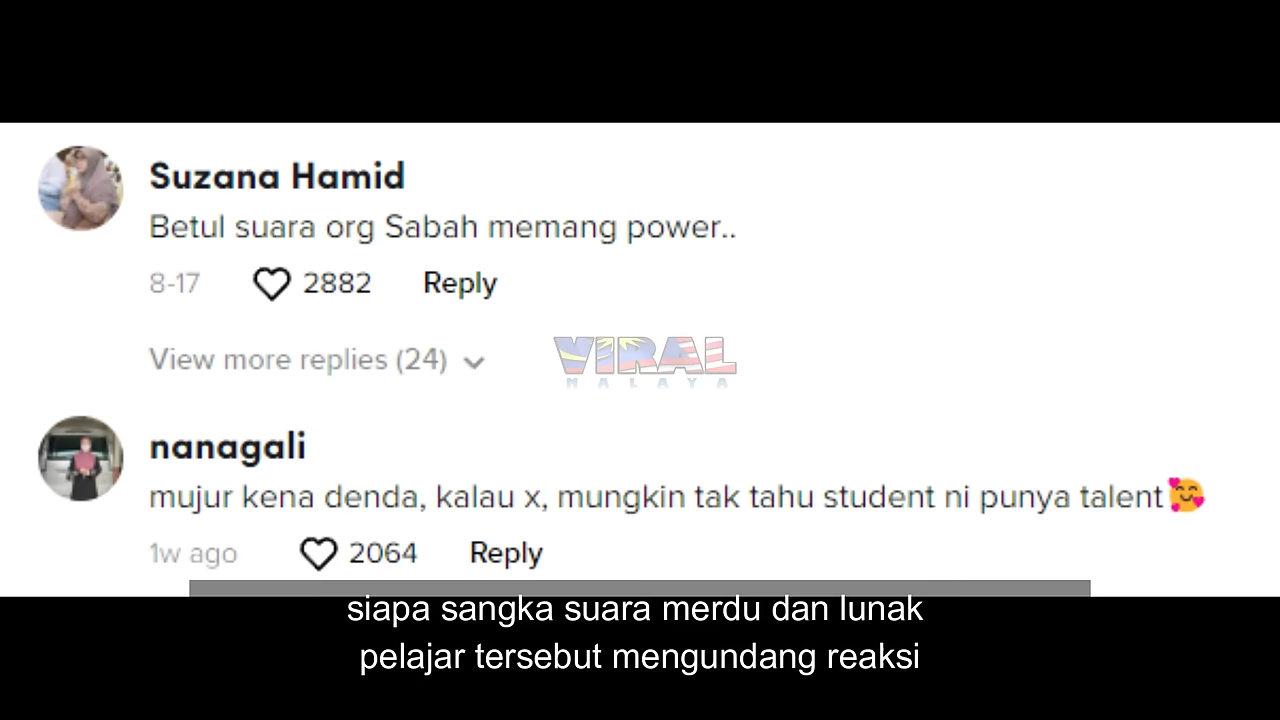 Suzana Hamid
Betul suara org Sabah memang power..
8-17 2882 Reply
View more replies (24)
VIRAL
MALAYA
nanagali
mujur kena denda, kalau x, mungkin tak tahu student ni punya talent🥰
1w ago 2064 Reply
siapa sangka suara merdu dan lunak
pelajar tersebut mengundang reaksi